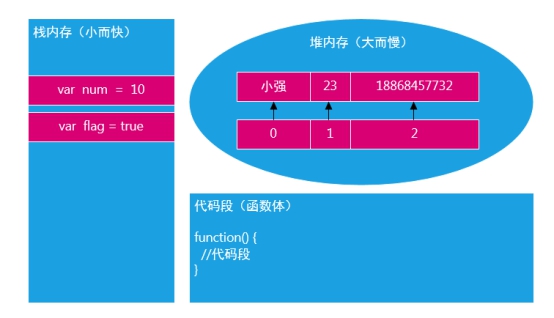 栈内存（小而快）
var num = 10
var flag = true
堆内存（大而慢）
小强 23 18868457732
0 1 2
代码段（函数体）
function() {
//代码段
}